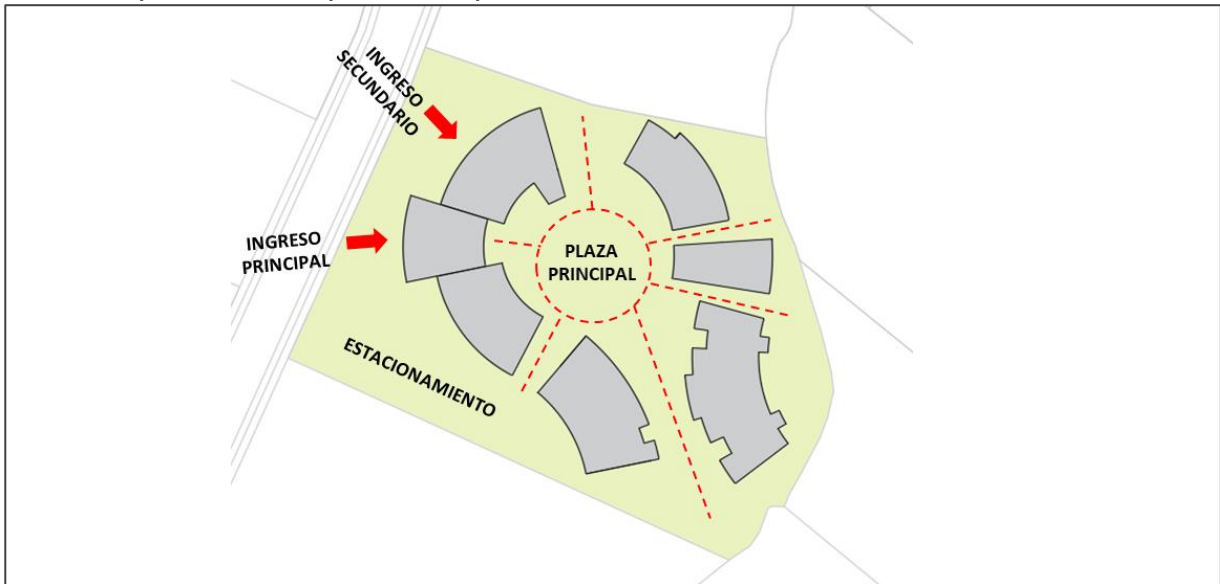 INGRESO
SECUNDARIO
INGRESO
PRINCIPAL
PLAZA
PRINCIPAL
ESTACIONAMIENTO